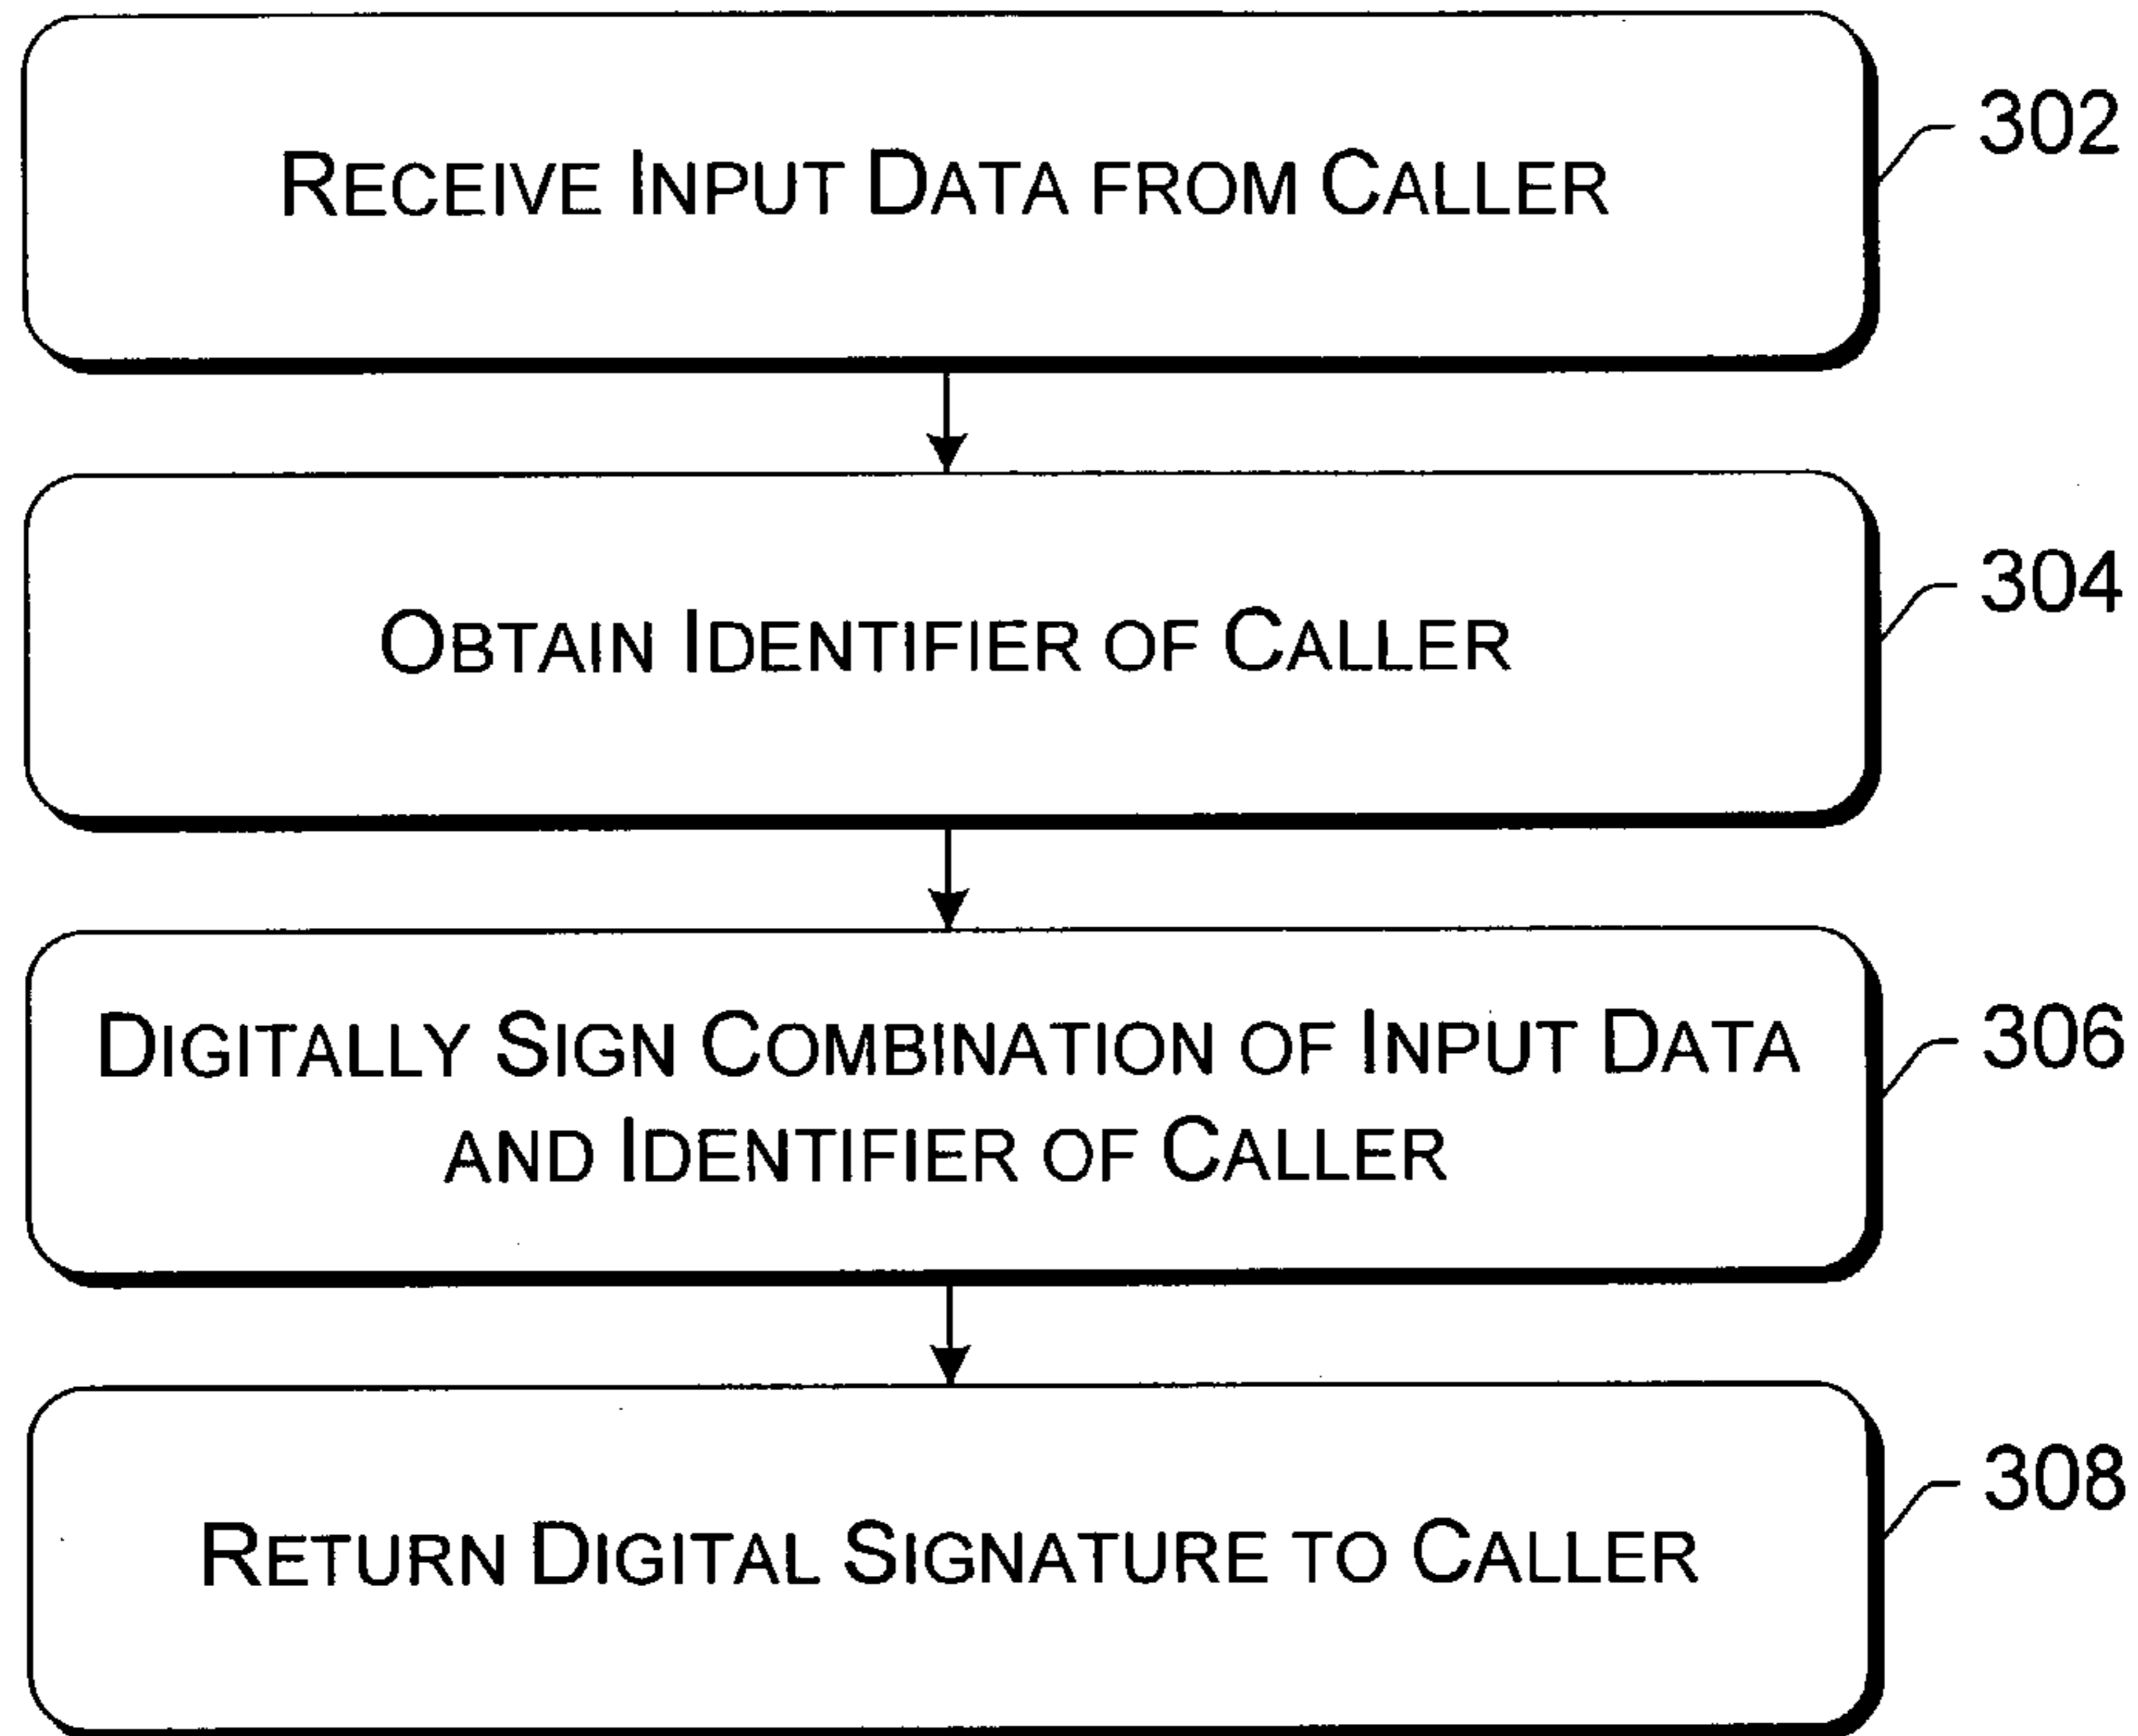 RECEIVE INPUT DATA FROM CALLER
302
OBTAIN IDENTIFIER OF CALLER
304
DIGITALLY SIGN COMBINATION OF INPUT DATA
AND IDENTIFIER OF CALLER
306
RETURN DIGITAL SIGNATURE TO CALLER
308